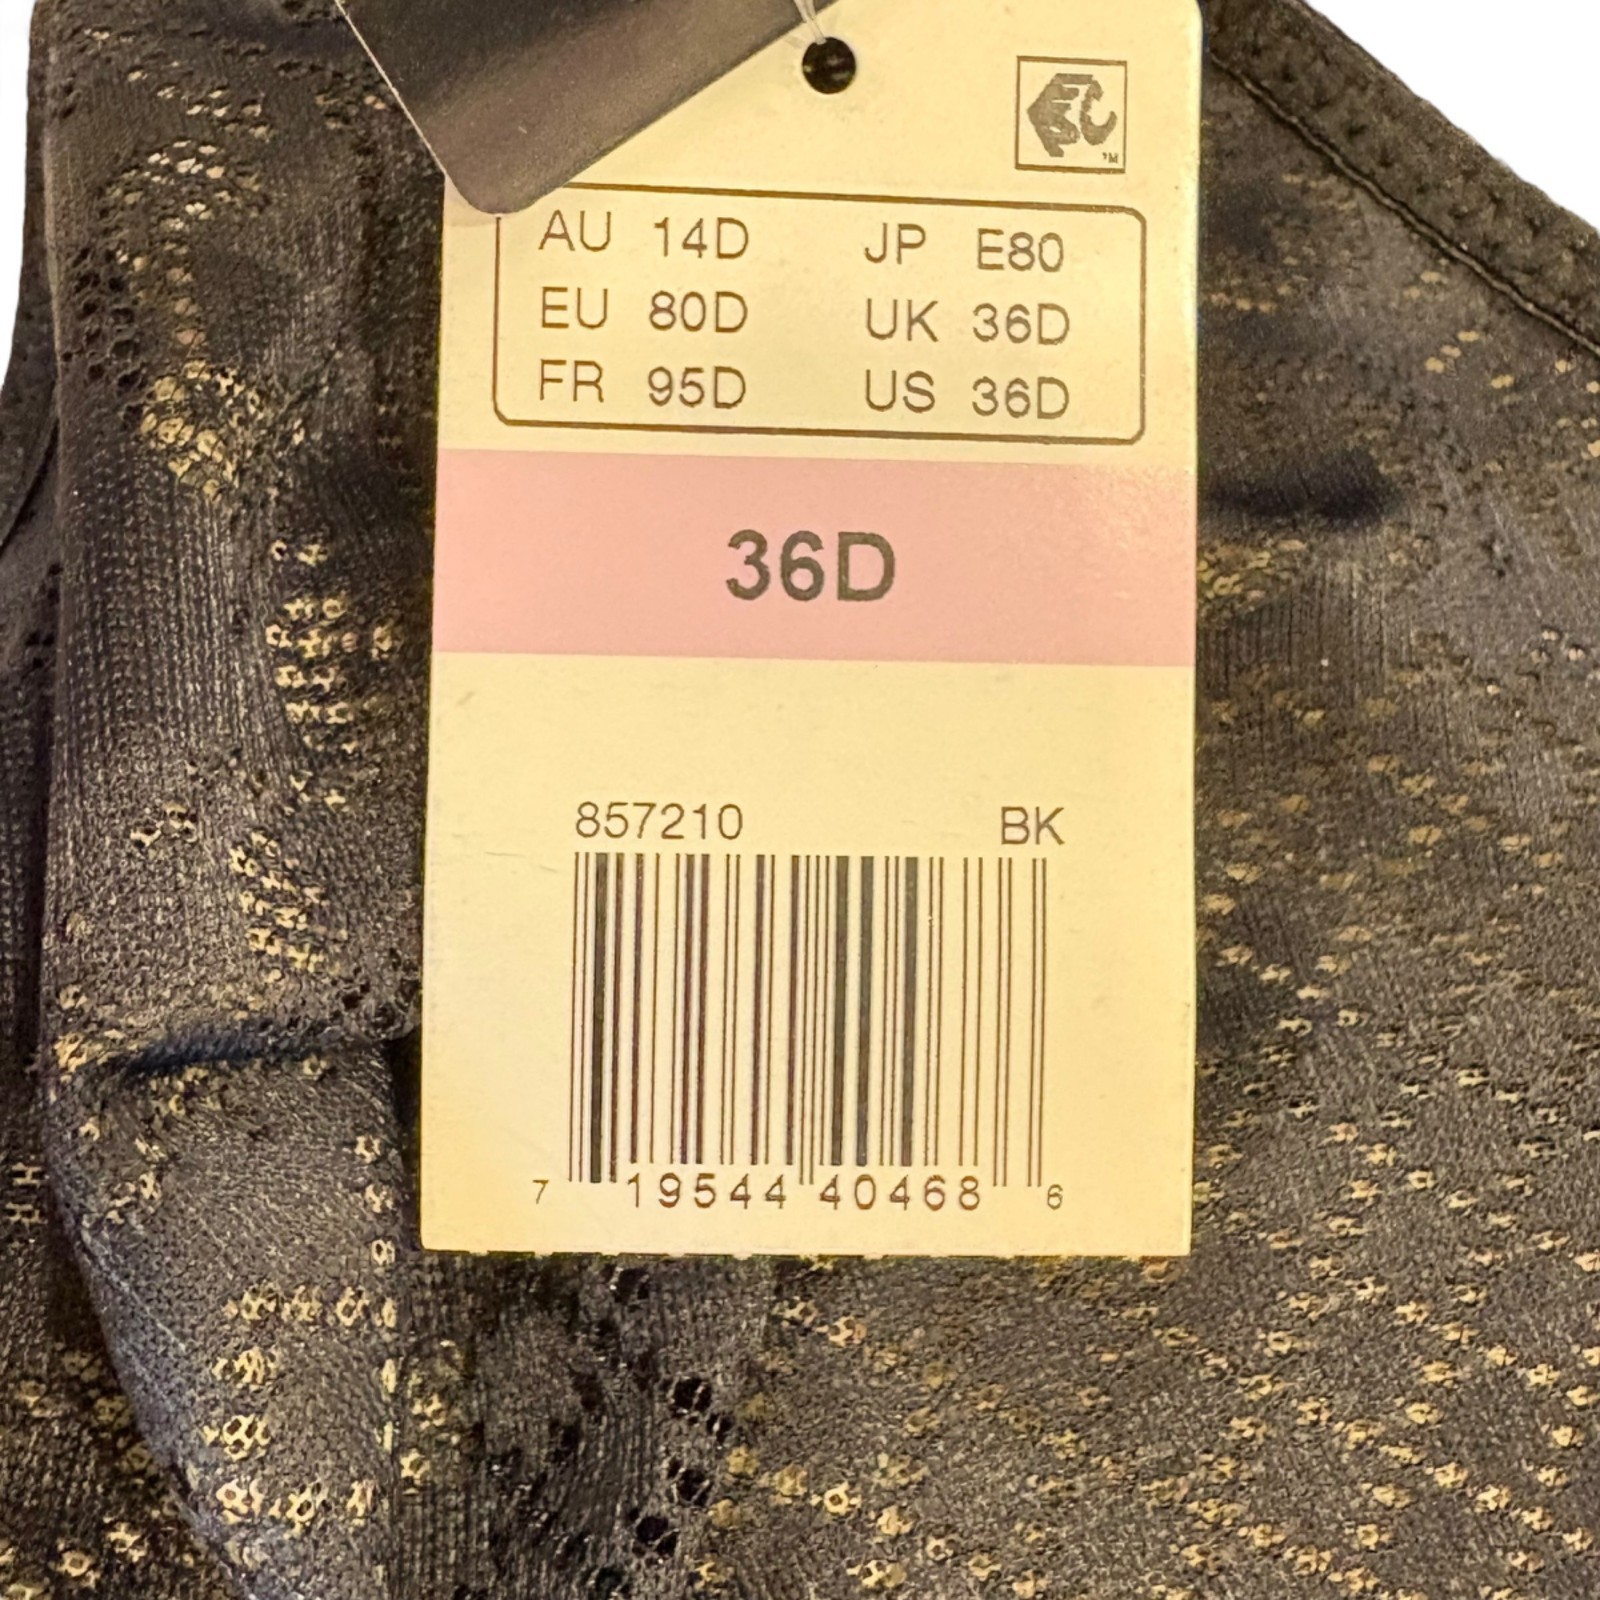 AU 14D JP E80
EU 80D UK 36D
FR 95D US 36D
36D
857210 BK
7 19544 40468 6